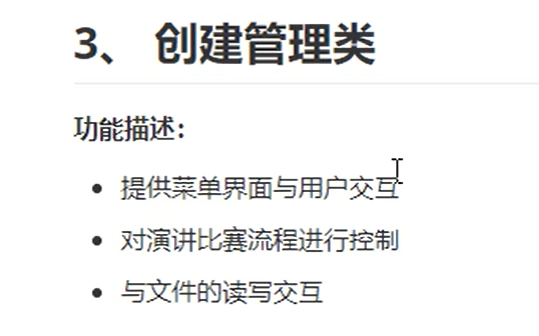 3、 创建管理类
功能描述：
提供菜单界面与用户交互
对演讲比赛流程进行控制
与文件的读写交互